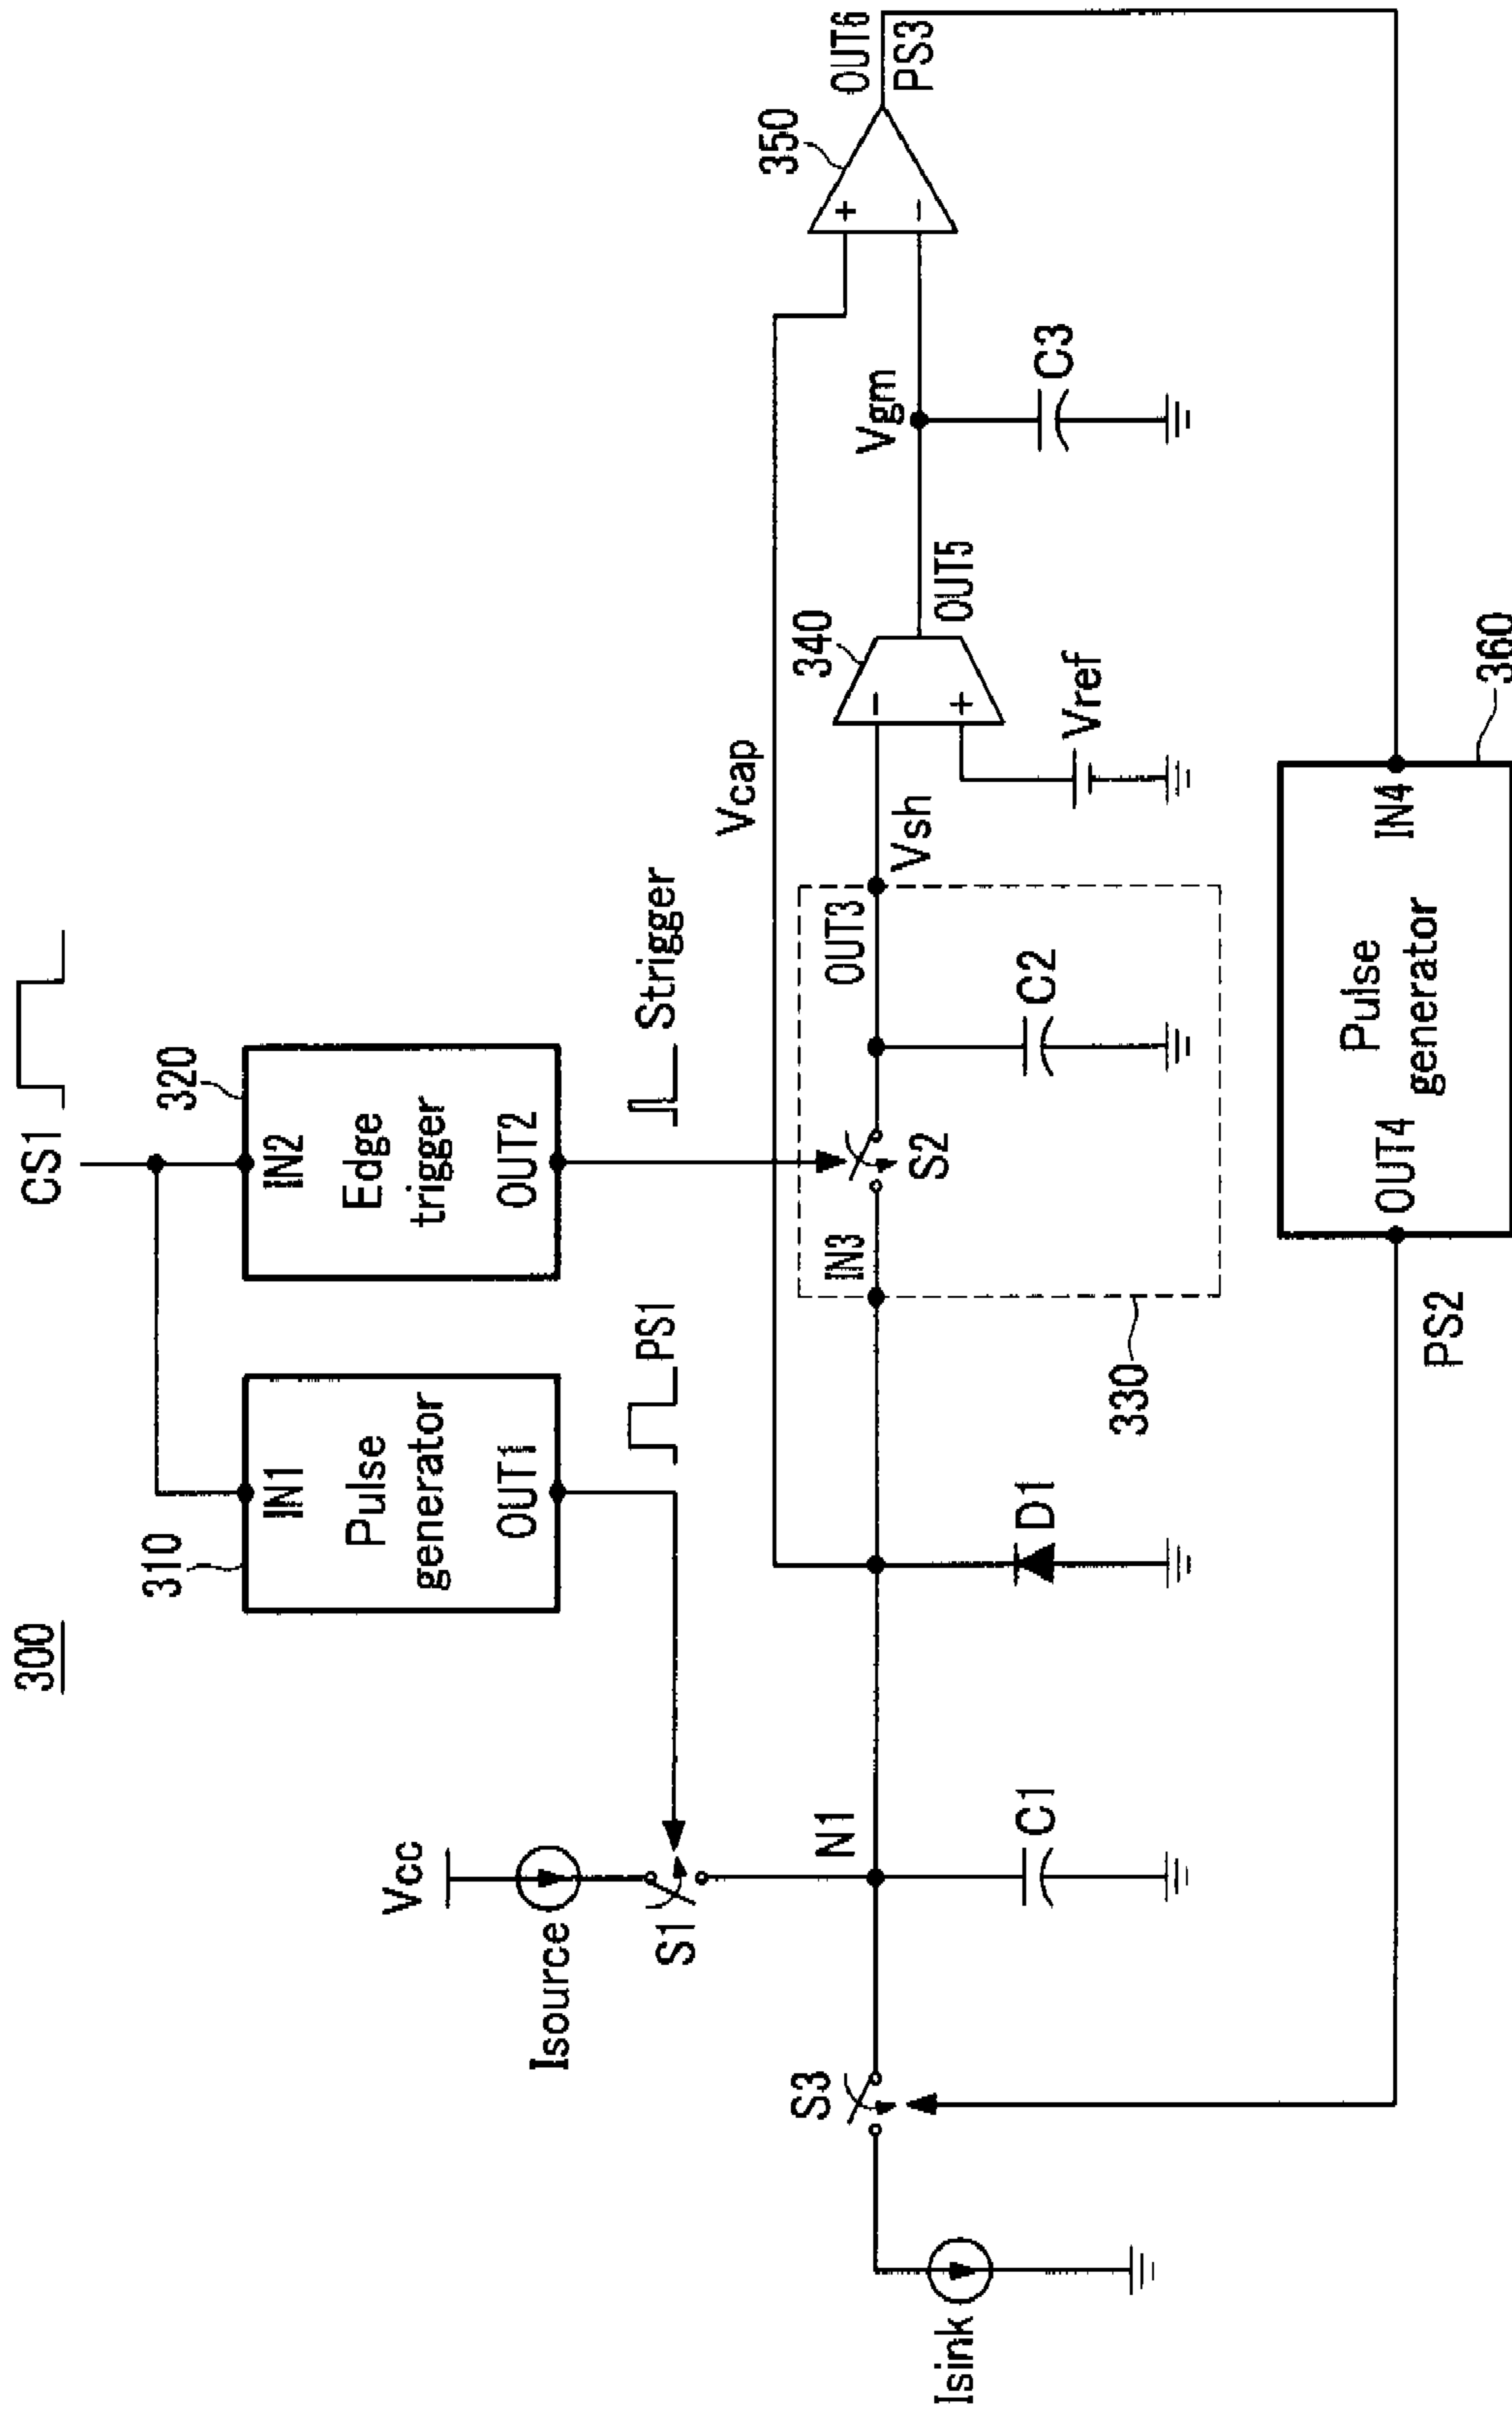 300
CS1
310
IN1
Pulse
generator
OUT1
320
IN2
Edge
trigger
OUT2
PS1
Strigger
Vcc
Isource
S1
N1
C1
D1
S3
Isink
Vcap
IN3
S2
OUT3
C2
330
Vsh
340
−
+
Vref
OUT5
Vgm
C3
350
+
−
OUT6
PS3
PS2
OUT4
Pulse
generator
IN4
360